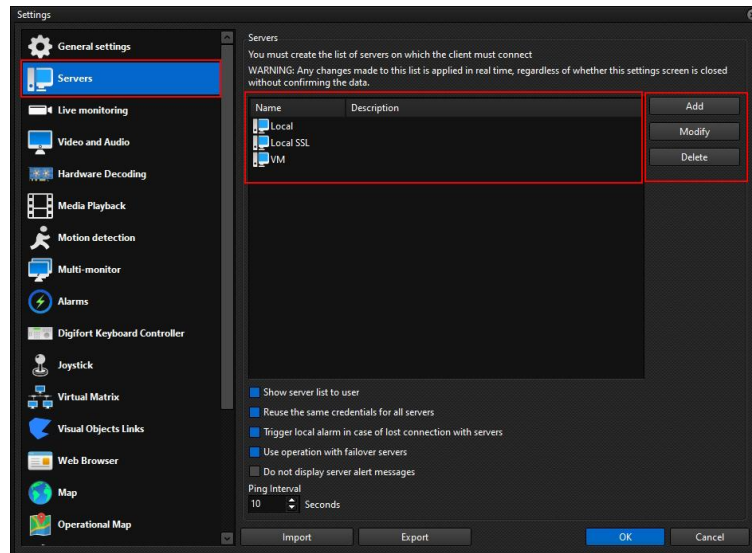 Settings
General settings
Servers
Live monitoring
Video and Audio
Hardware Decoding
Media Playback
Motion detection
Multi-monitor
Alarms
Digifort Keyboard Controller
Joystick
Virtual Matrix
Visual Objects Links
Web Browser
Map
Operational Map
Servers
You must create the list of servers on which the client must connect
WARNING: Any changes made to this list is applied in real time, regardless of whether this settings screen is closed
without confirming the data.
Name Description
Local
Local SSL
VM
Add
Modify
Delete
Show server list to user
Reuse the same credentials for all servers
Trigger local alarm in case of lost connection with servers
Use operation with failover servers
Do not display server alert messages
Ping Interval
10 Seconds
Import Export OK Cancel